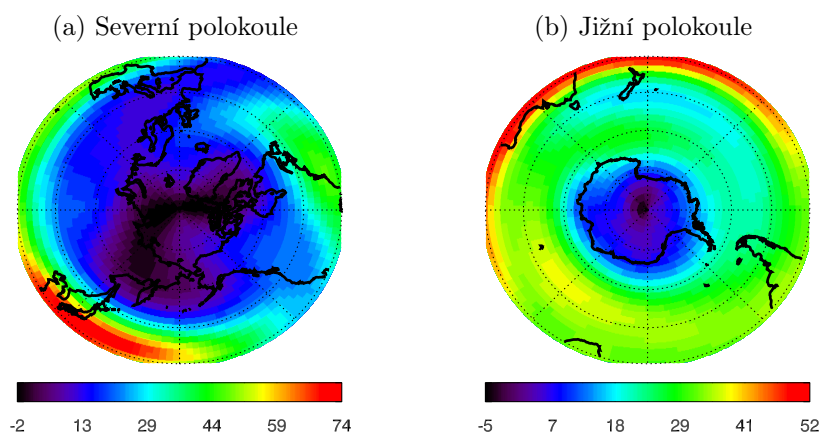 (a) Severní polokoule
(b) Jižní polokoule
-2 13 29 44 59 74
-5 7 18 29 41 52